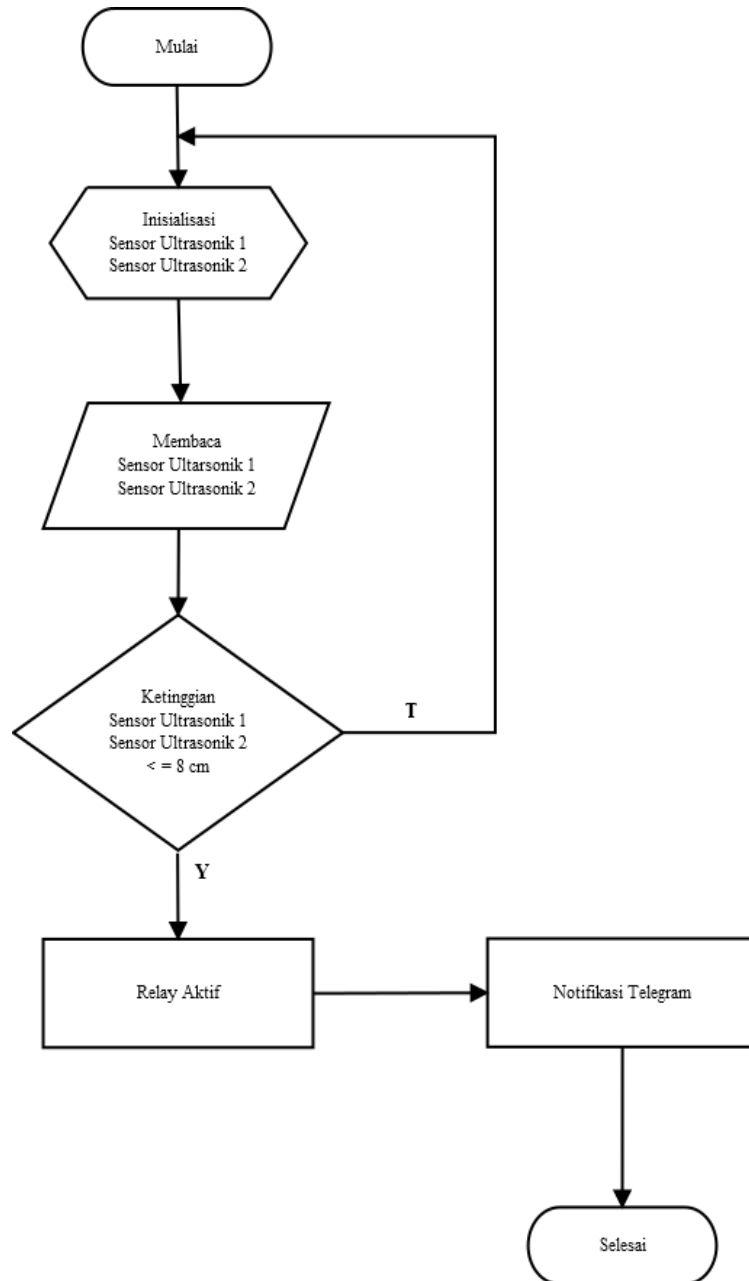 Mulai
Inisialisasi
Sensor Ultrasonik 1
Sensor Ultrasonik 2
Membaca
Sensor Ultarsonik 1
Sensor Ultrasonik 2
Ketinggian
Sensor Ultrasonik 1
Sensor Ultrasonik 2
< = 8 cm
T
Y
Relay Aktif
Notifikasi Telegram
Selesai